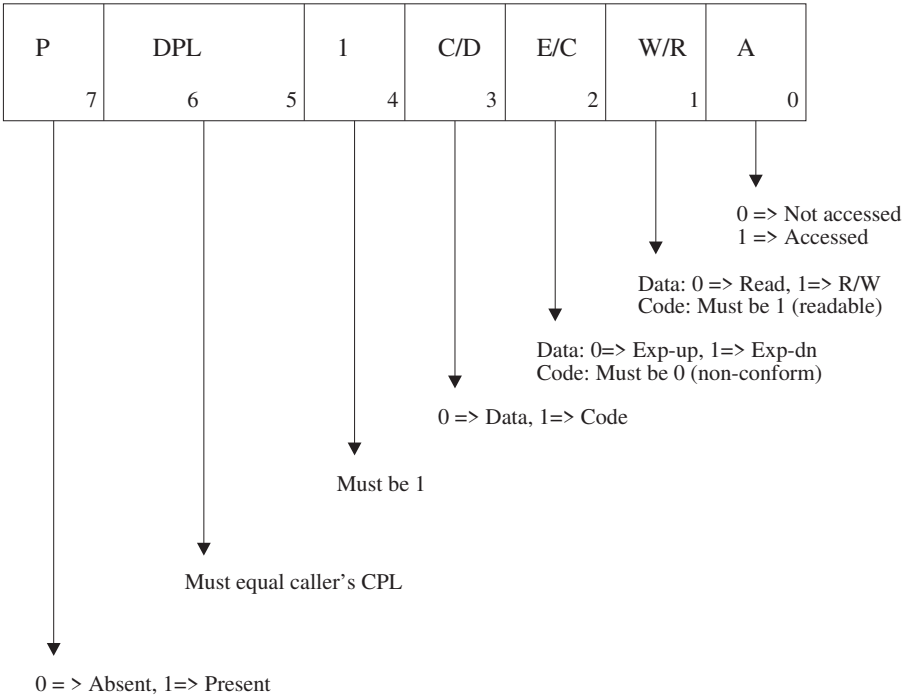 P DPL 1 C/D E/C W/R A
7 6 5 4 3 2 1 0
0 => Not accessed
1 => Accessed
Data: 0 => Read, 1=> R/W
Code: Must be 1 (readable)
Data: 0=> Exp-up, 1=> Exp-dn
Code: Must be 0 (non-conform)
0 => Data, 1=> Code
Must be 1
Must equal caller's CPL
0 = > Absent, 1=> Present